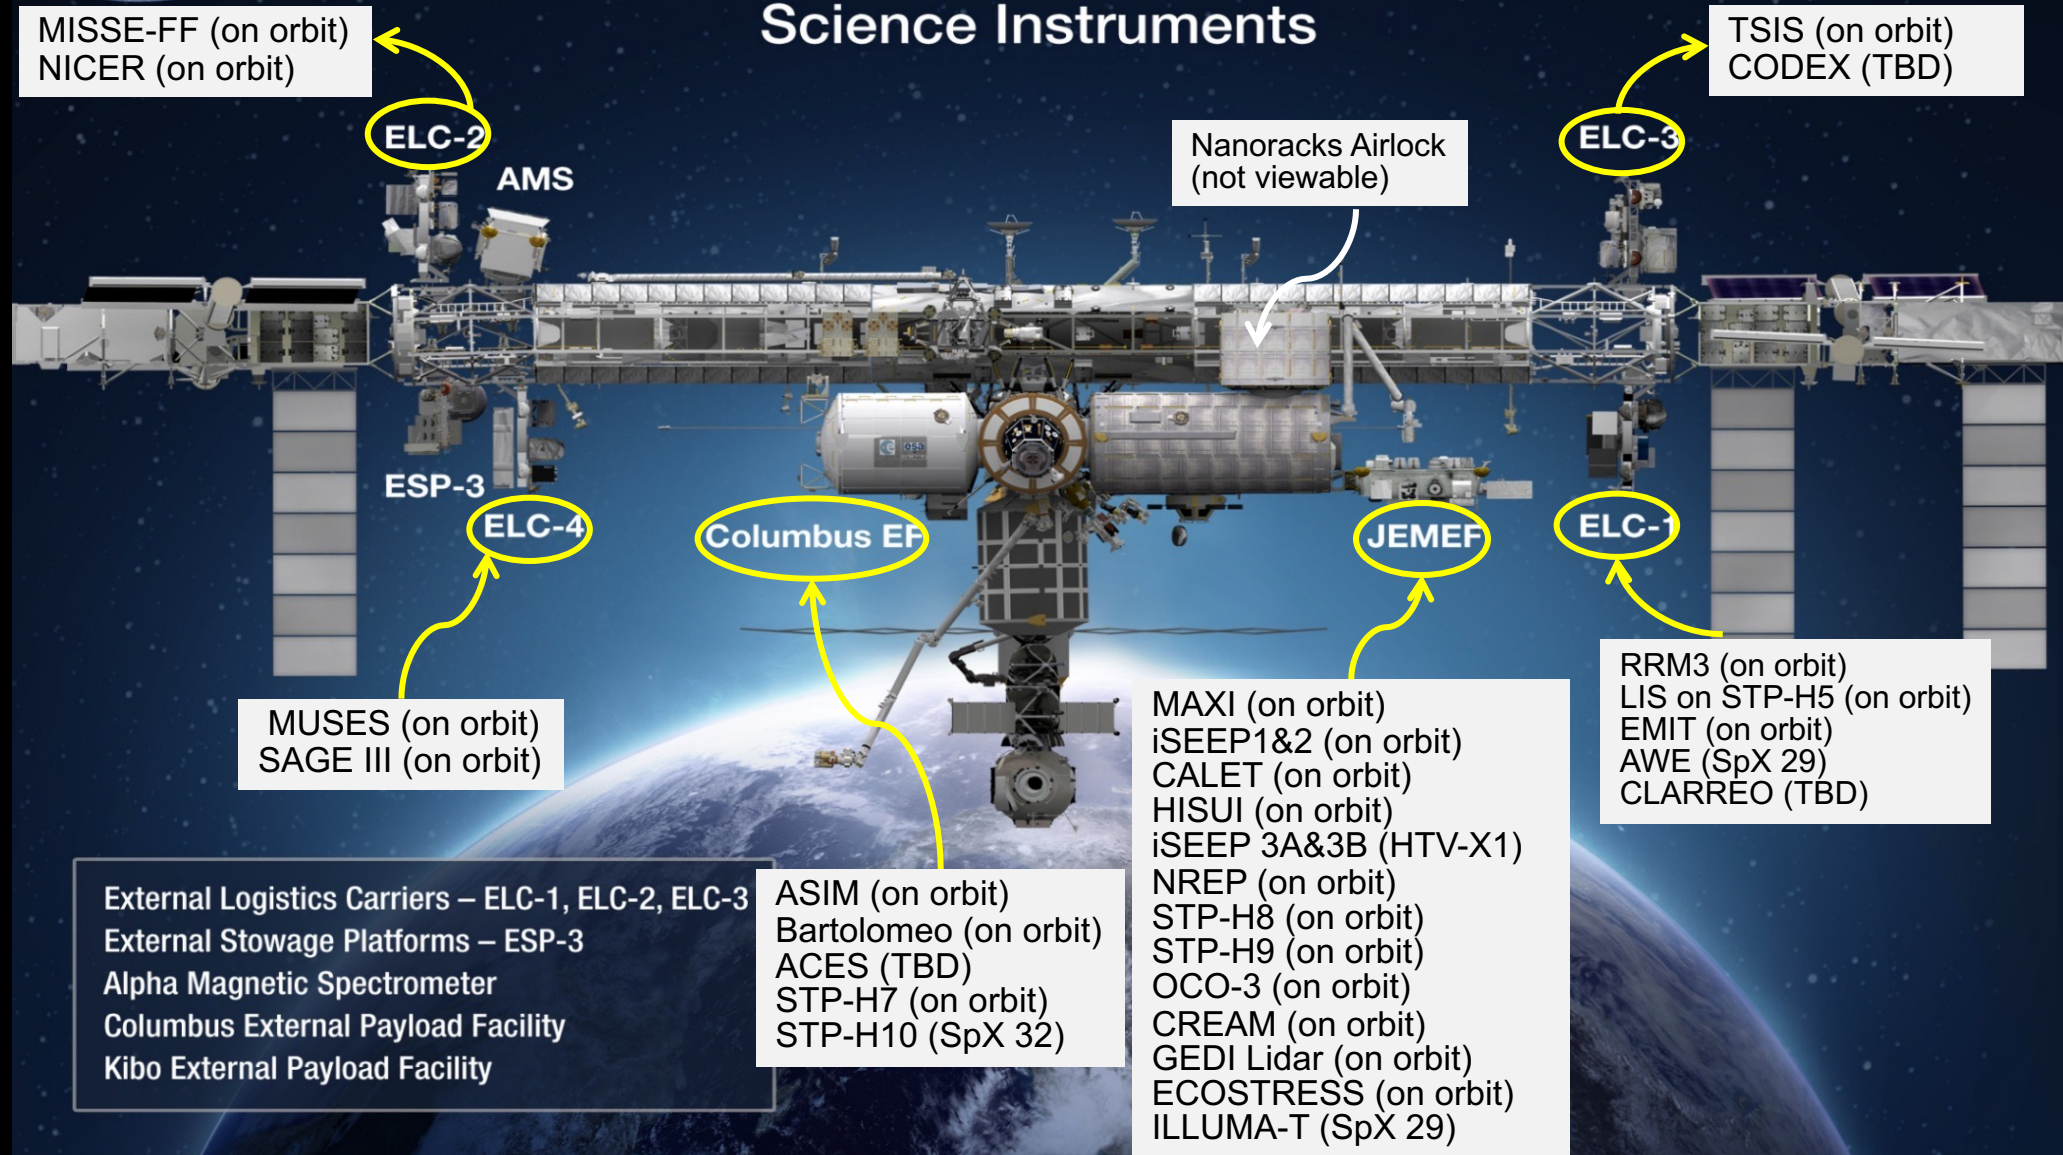 Science Instruments
MISSE-FF (on orbit)
NICER (on orbit)
TSIS (on orbit)
CODEX (TBD)
ELC-2
AMS
Nanoracks Airlock
(not viewable)
ELC-3
esa
ESP-3
ELC-4
Columbus EF
JEMEF
ELC-1
MUSES (on orbit)
SAGE III (on orbit)
ASIM (on orbit)
Bartolomeo (on orbit)
ACES (TBD)
STP-H7 (on orbit)
STP-H10 (SpX 32)
MAXI (on orbit)
iSEEP1&2 (on orbit)
CALET (on orbit)
HISUI (on orbit)
iSEEP 3A&3B (HTV-X1)
NREP (on orbit)
STP-H8 (on orbit)
STP-H9 (on orbit)
OCO-3 (on orbit)
CREAM (on orbit)
GEDI Lidar (on orbit)
ECOSTRESS (on orbit)
ILLUMA-T (SpX 29)
RRM3 (on orbit)
LIS on STP-H5 (on orbit)
EMIT (on orbit)
AWE (SpX 29)
CLARREO (TBD)
External Logistics Carriers – ELC-1, ELC-2, ELC-3
External Stowage Platforms – ESP-3
Alpha Magnetic Spectrometer
Columbus External Payload Facility
Kibo External Payload Facility